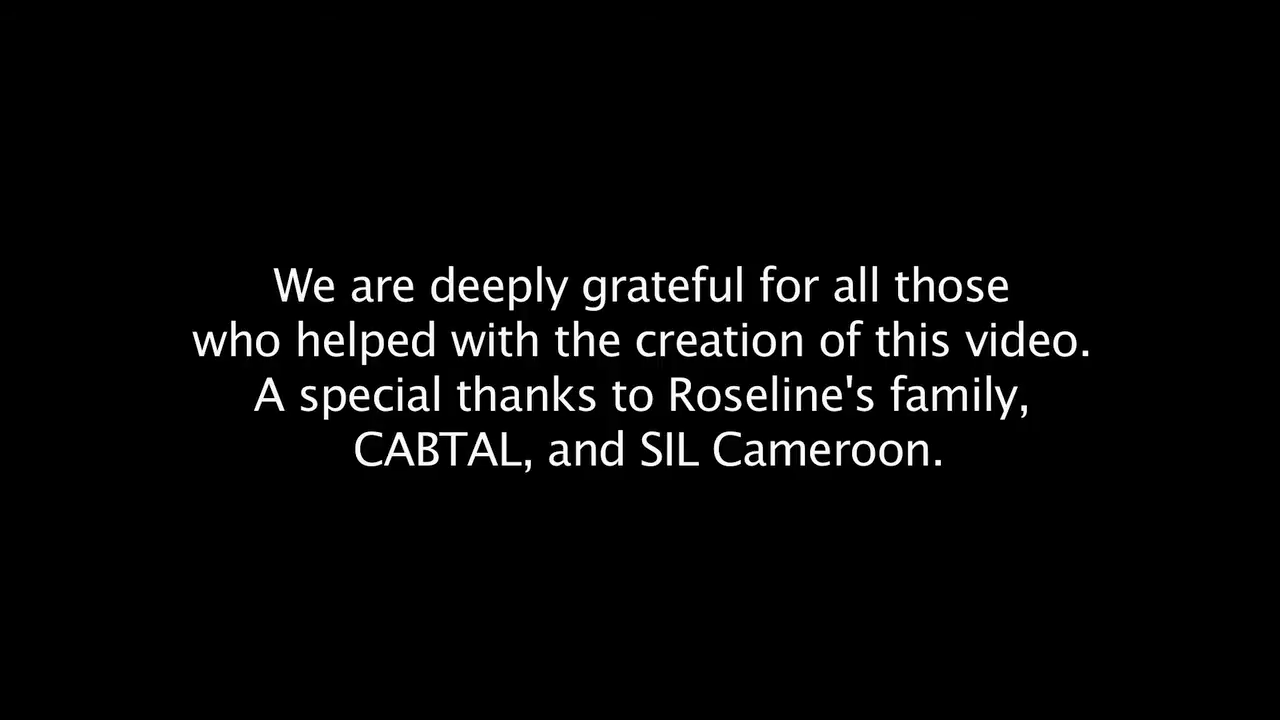 We are deeply grateful for all those
who helped with the creation of this video.
A special thanks to Roseline's family,
CABTAL, and SIL Cameroon.